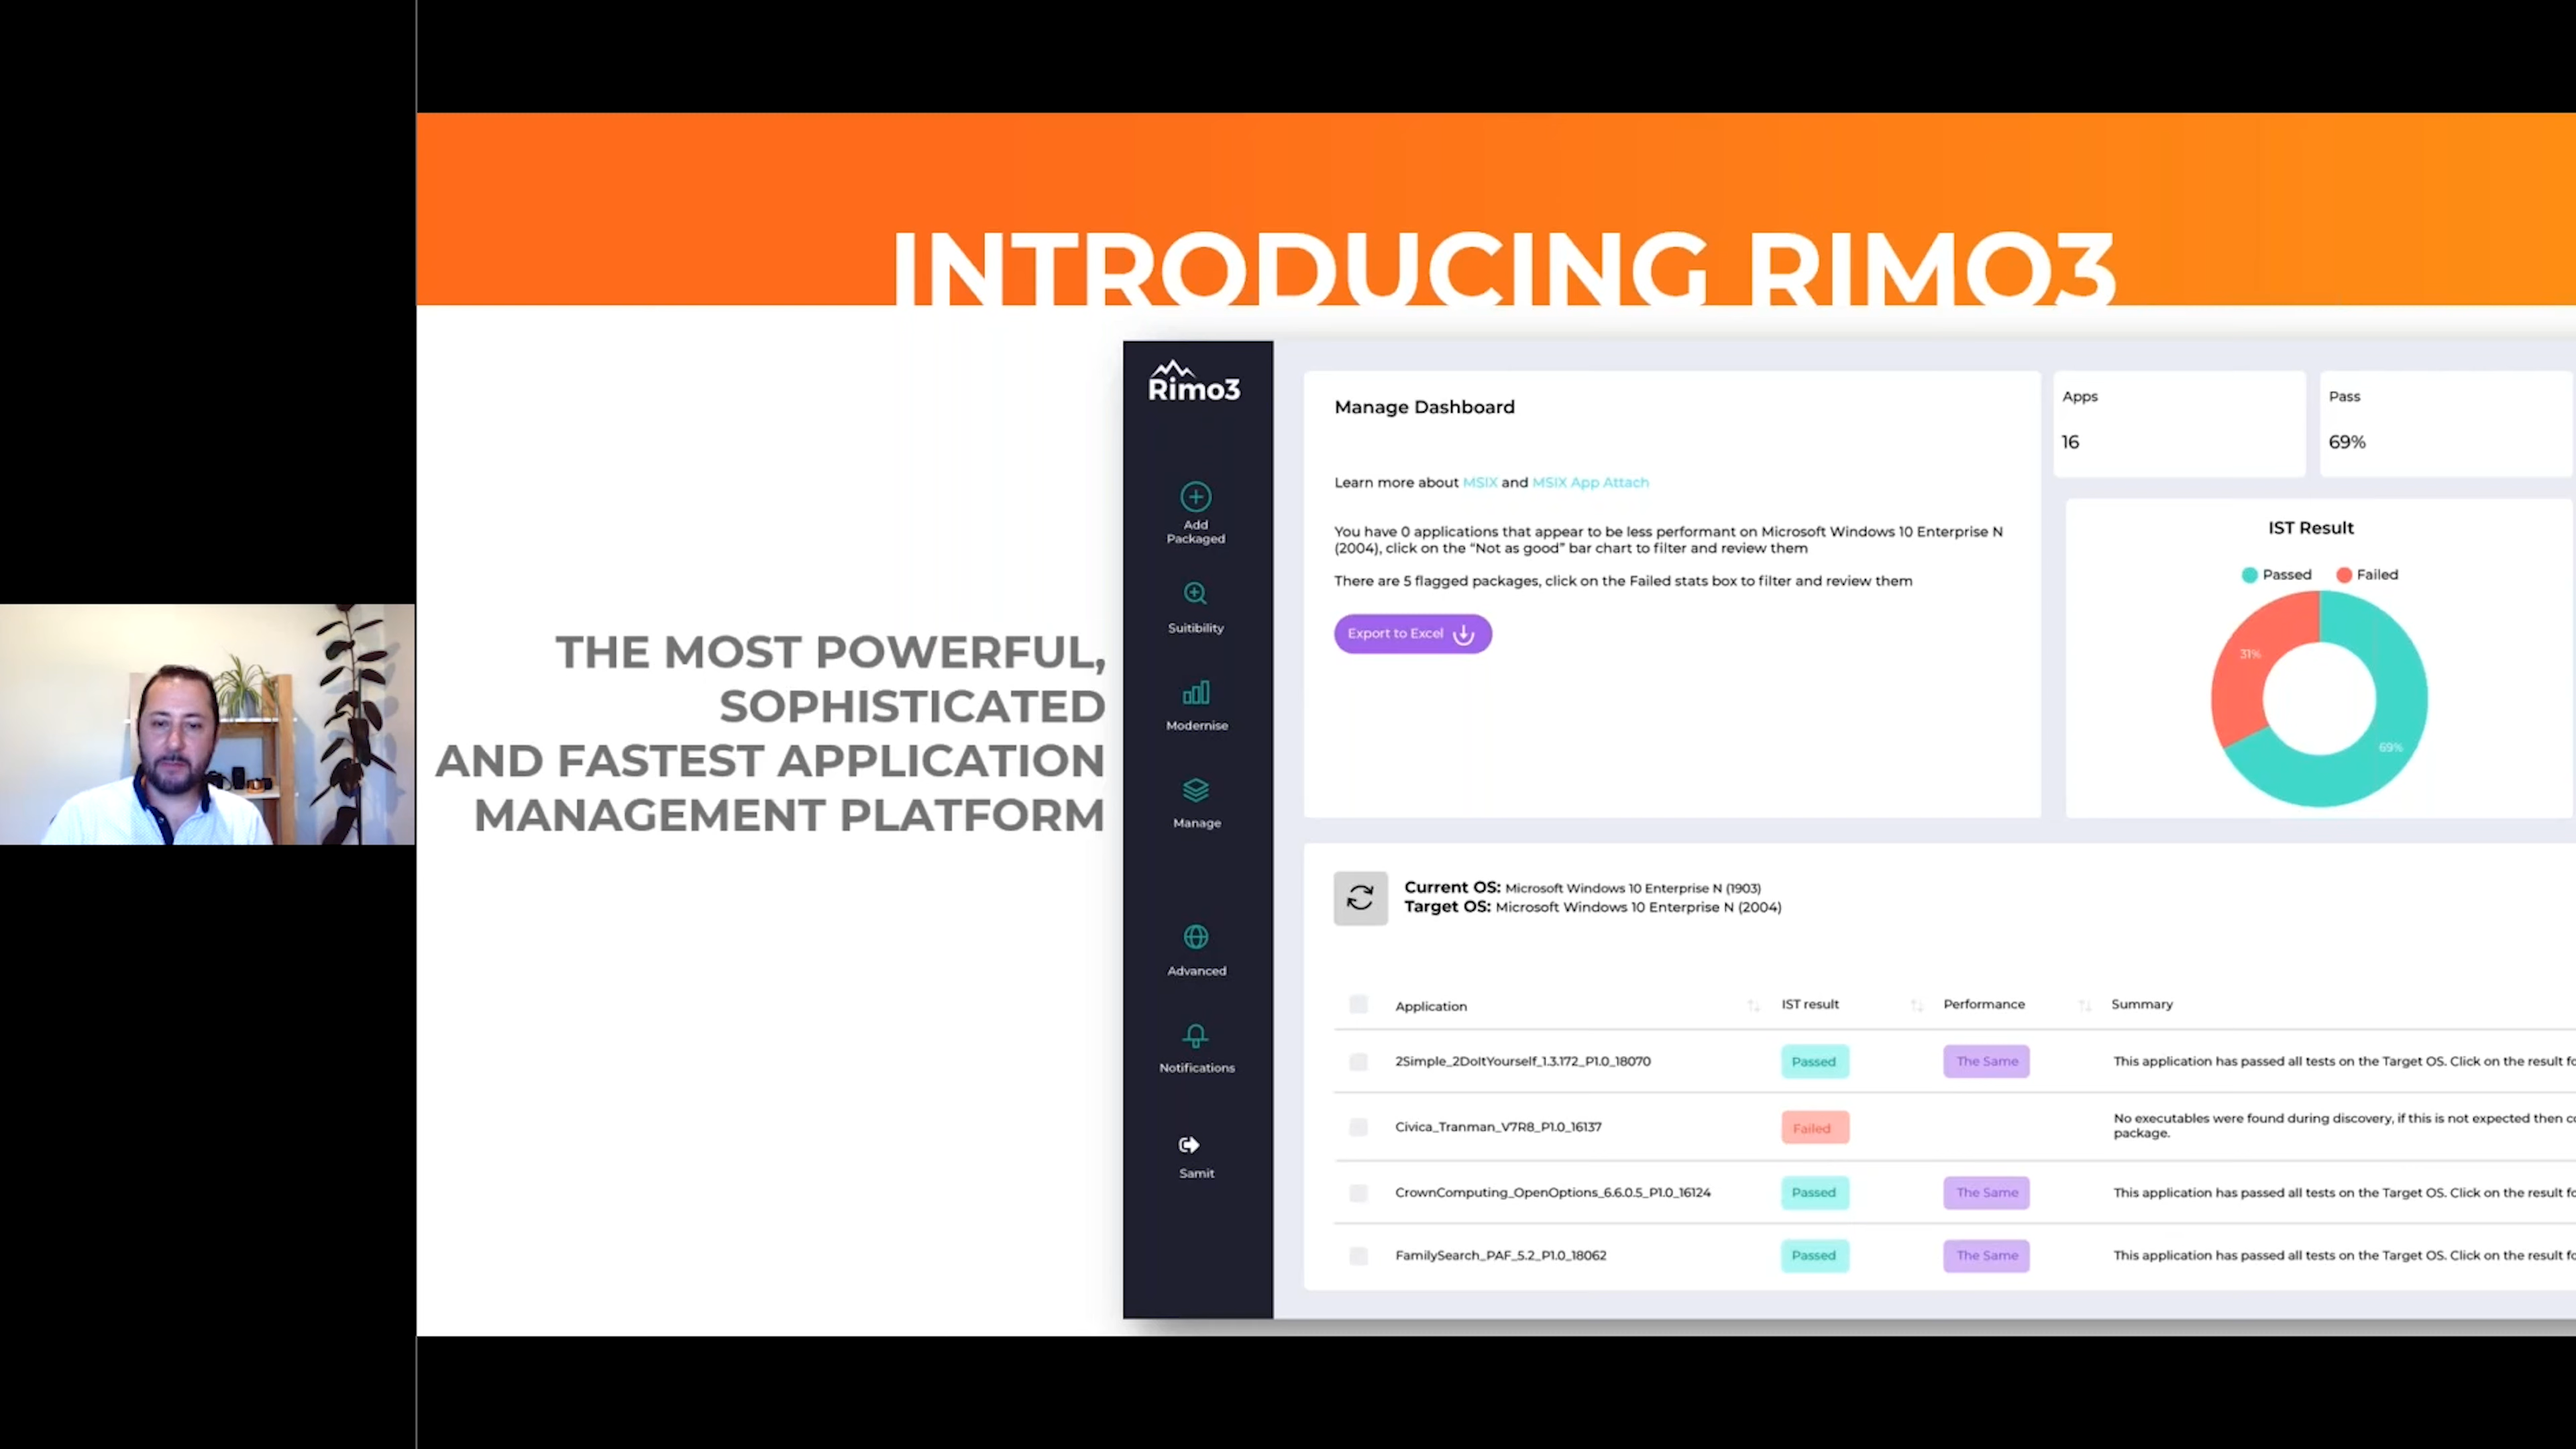 INTRODUCING RIMO3
THE MOST POWERFUL,
SOPHISTICATED
AND FASTEST APPLICATION
MANAGEMENT PLATFORM
Rimo3
Add
Packaged
Suitibility
Modernise
Manage
Advanced
Notifications
Samit
Manage Dashboard
Learn more about MSIX and MSIX App Attach
You have 0 applications that appear to be less performant on Microsoft Windows 10 Enterprise N
(2004), click on the “Not as good” bar chart to filter and review them
There are 5 flagged packages, click on the Failed stats box to filter and review them
Export to Excel
Apps
16
Pass
69%
IST Result
Passed Failed
31%
69%
Current OS: Microsoft Windows 10 Enterprise N (1903)
Target OS: Microsoft Windows 10 Enterprise N (2004)
Application IST result Performance Summary
2Simple_2DoItYourself_1.3.172_P1.0_18070 Passed The Same This application has passed all tests on the Target OS. Click on the result
Civica_Tranman_V7R8_P1.0_16137 Failed No executables were found during discovery, if this is not expected then
package.
CrownComputing_OpenOptions_6.6.0.5_P1.0_16124 Passed The Same This application has passed all tests on the Target OS. Click on the result
FamilySearch_PAF_5.2_P1.0_18062 Passed The Same This application has passed all tests on the Target OS. Click on the result